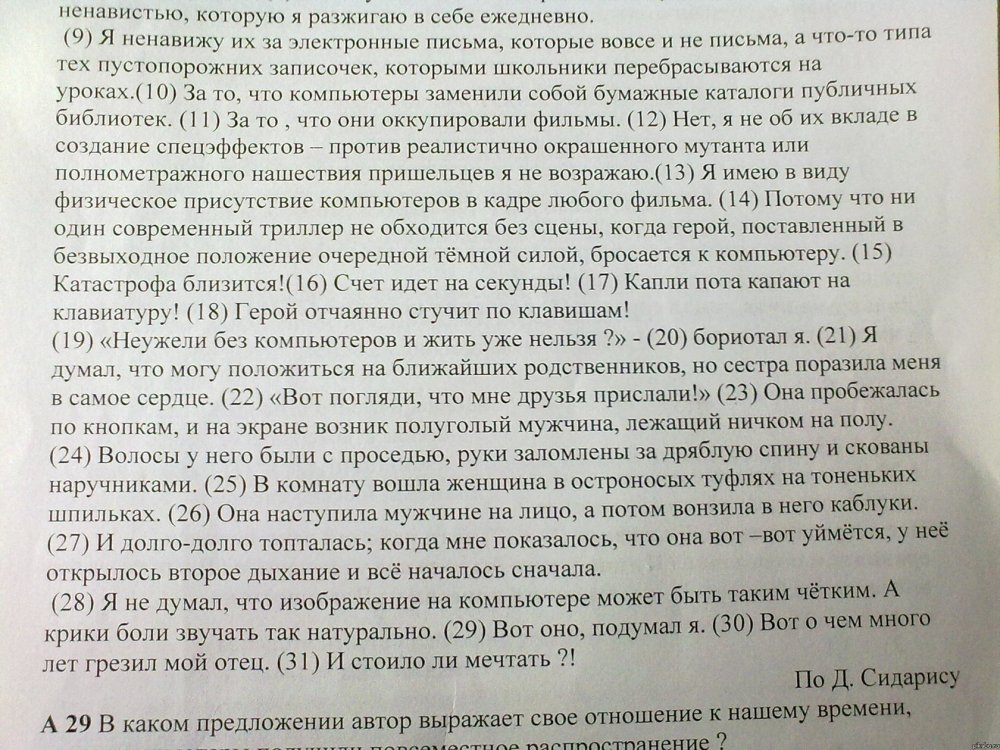 ненавистью, которую я разжигаю в себе ежедневно.
(9) Я ненавижу их за электронные письма, которые вовсе и не письма, а что-то типа
тех пустопорожних записочек, которыми школьники перебрасываются на
уроках.(10) За то, что компьютеры заменили собой бумажные каталоги публичных
библиотек. (11) За то , что они оккупировали фильмы. (12) Нет, я не об их вкладе в
создание спецэффектов – против реалистично окрашенного мутанта или
полнометражного нашествия пришельцев я не возражаю.(13) Я имею в виду
физическое присутствие компьютеров в кадре любого фильма. (14) Потому что ни
один современный триллер не обходится без сцены, когда герой, поставленный в
безвыходное положение очередной тёмной силой, бросается к компьютеру. (15)
Катастрофа близится!(16) Счет идет на секунды! (17) Капли пота капают на
клавиатуру! (18) Герой отчаянно стучит по клавишам!
(19) «Неужели без компьютеров и жить уже нельзя ?» - (20) бориотал я. (21) Я
думал, что могу положиться на ближайших родственников, но сестра поразила меня
в самое сердце. (22) «Вот погляди, что мне друзья прислали!» (23) Она пробежалась
по кнопкам, и на экране возник полуголый мужчина, лежащий ничком на полу.
(24) Волосы у него были с проседью, руки заломлены за дряблую спину и скованы
наручниками. (25) В комнату вошла женщина в остроносых туфлях на тоненьких
шпильках. (26) Она наступила мужчине на лицо, а потом вонзила в него каблуки.
(27) И долго-долго топталась; когда мне показалось, что она вот –вот уймётся, у неё
открылось второе дыхание и всё началось сначала.
(28) Я не думал, что изображение на компьютере может быть таким чётким. А
крики боли звучать так натурально. (29) Вот оно, подумал я. (30) Вот о чем много
лет грезил мой отец. (31) И стоило ли мечтать ?!
По Д. Сидарису
А 29 В каком предложении автор выражает свое отношение к нашему времени,
получили повсеместное распространение ?